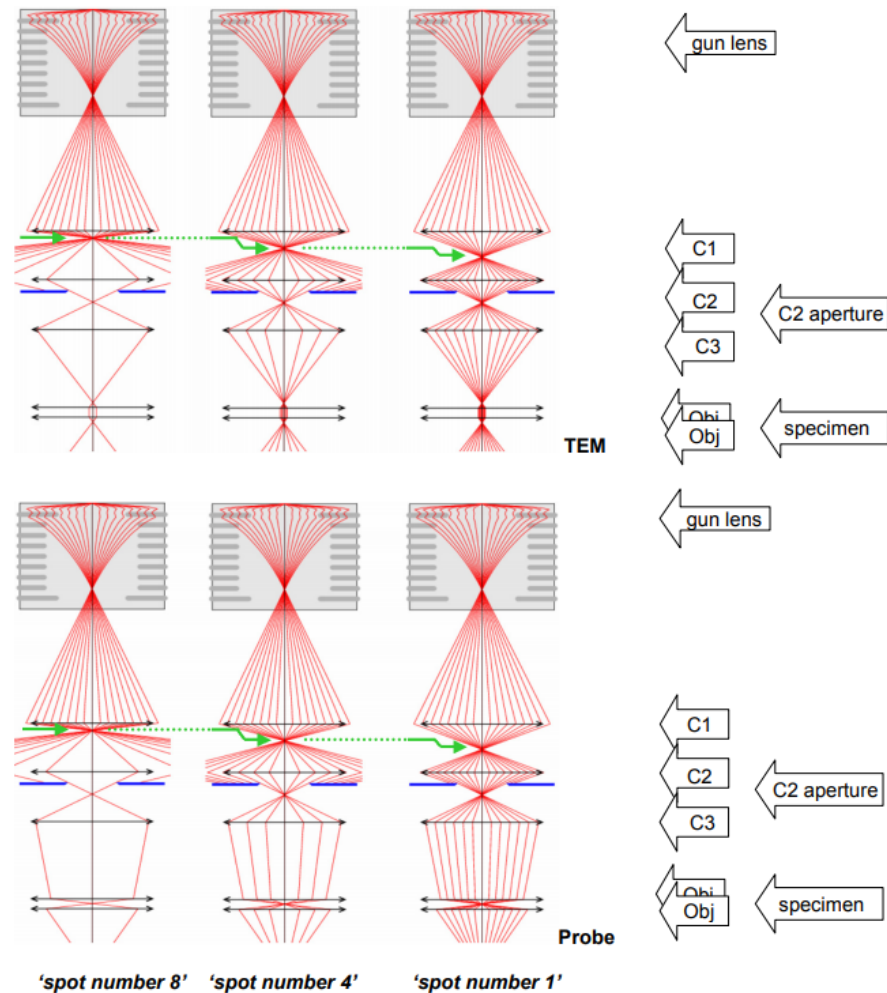 gun lens
C1
C2
C2 aperture
C3
Obj
Obj
specimen
TEM
gun lens
C1
C2
C2 aperture
C3
Obj
Obj
specimen
Probe
‘spot number 8’ ‘spot number 4’ ‘spot number 1’